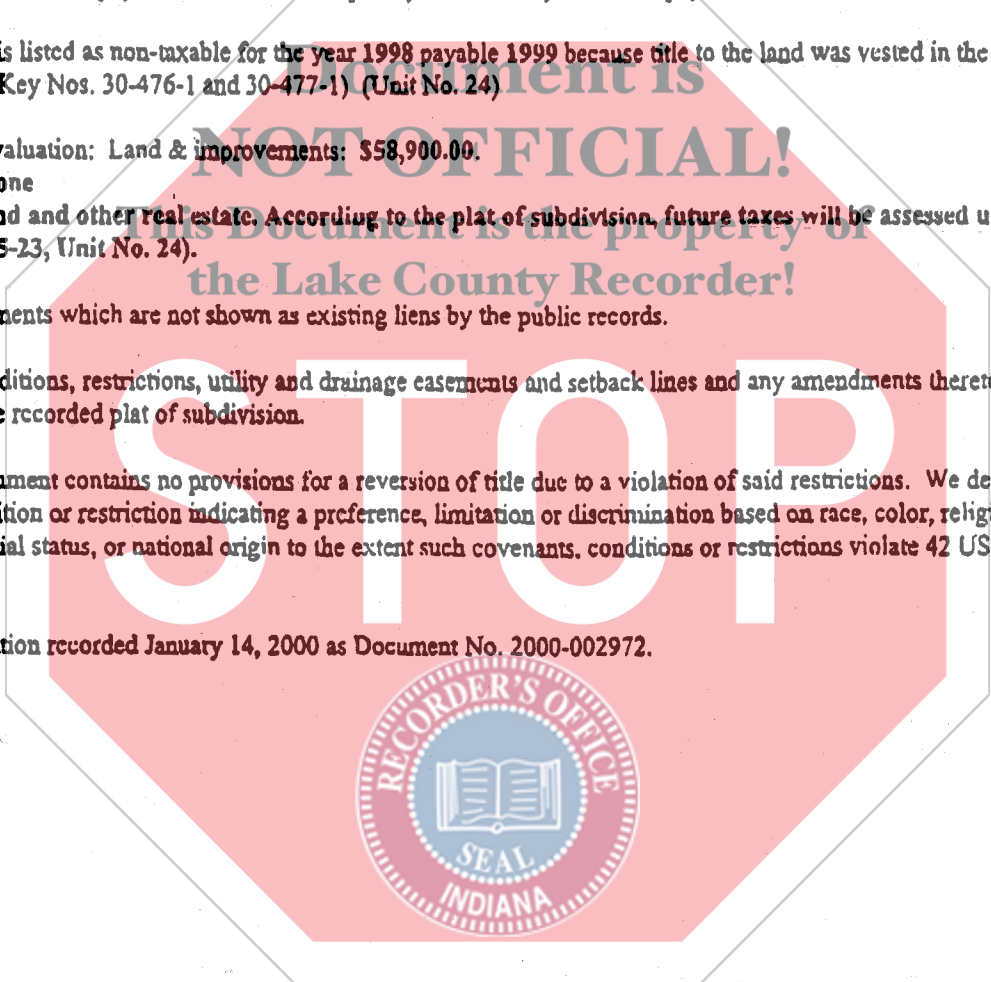 is listed as non-taxable for the year 1998 payable 1999 because title to the land was vested in the
Key Nos. 30-476-1 and 30-477-1) (Unit No. 24)
Document is
NOT OFFICIAL!
This Document is the property of
the Lake County Recorder!
valuation: Land & improvements: $58,900.00.
one
nd and other real estate. According to the plat of subdivision, future taxes will be assessed u
5-23, Unit No. 24).
ments which are not shown as existing liens by the public records.
STOP
ditions, restrictions, utility and drainage easements and setback lines and any amendments thereto
e recorded plat of subdivision.
ument contains no provisions for a reversion of title due to a violation of said restrictions. We de
ition or restriction indicating a preference, limitation or discrimination based on race, color, religi
ial status, or national origin to the extent such covenants, conditions or restrictions violate 42 US
tion recorded January 14, 2000 as Document No. 2000-002972.
RECORDER'S OFFICE
SEAL
INDIANA